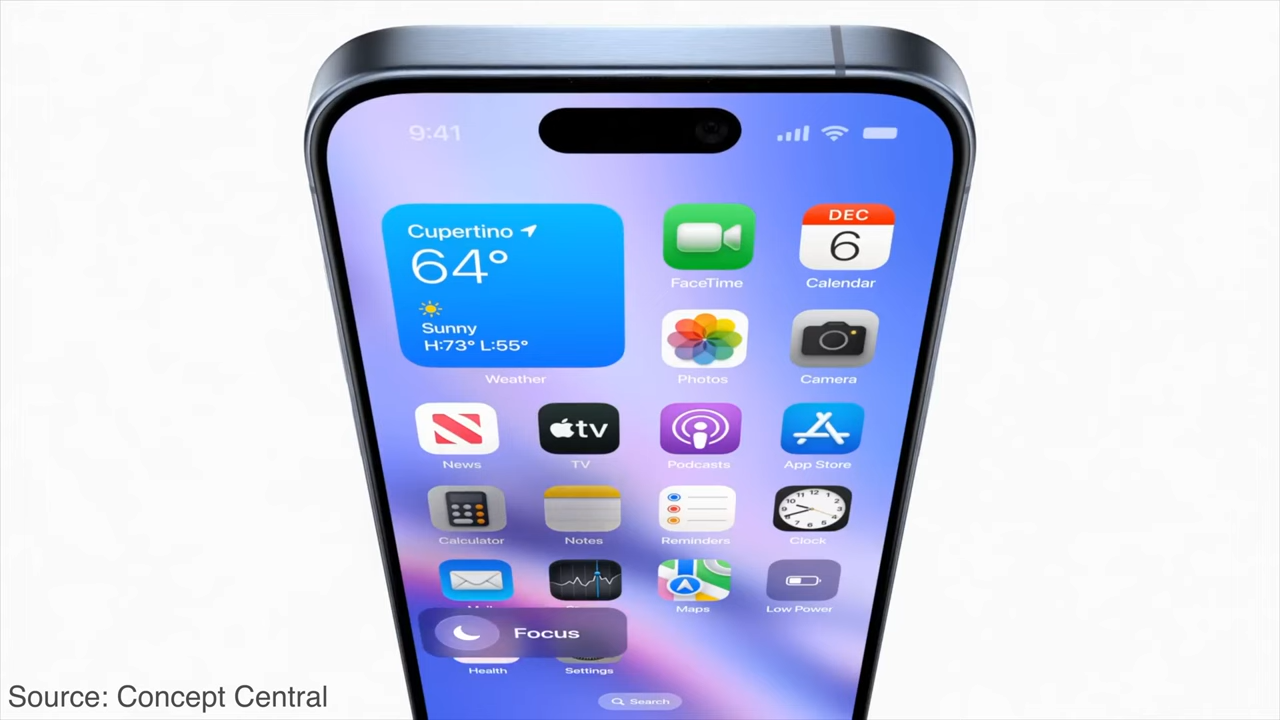 9:41
Cupertino
64°
Sunny
H:73° L:55°
Weather
FaceTime
DEC
6
Calendar
Photos
Camera
News
tv
TV
Podcasts
App Store
Calculator
Notes
Reminders
Clock
Maps
Low Power
Focus
Health
Settings
Search
Source: Concept Central